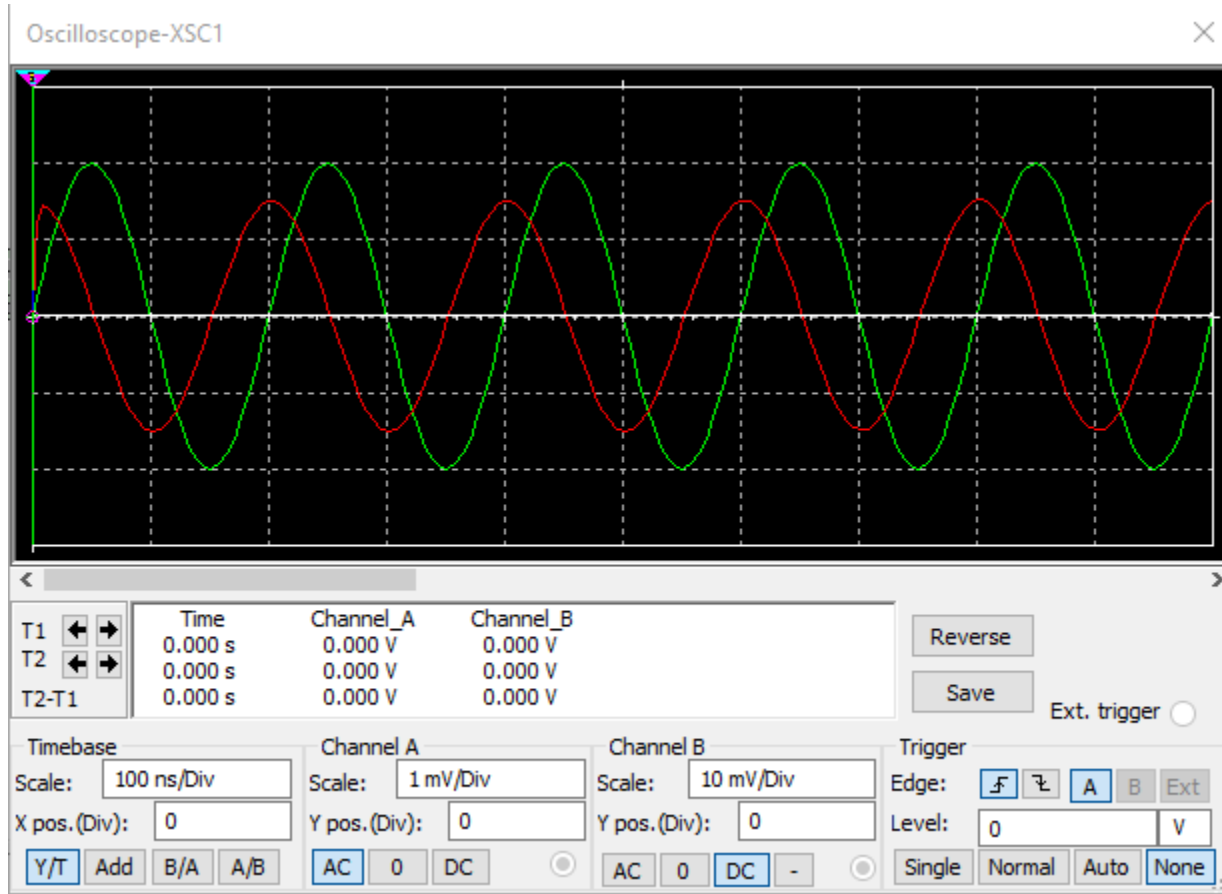 Oscilloscope-XSC1
Time Channel_A Channel_B
T1 0.000 s 0.000 V 0.000 V
T2 0.000 s 0.000 V 0.000 V
T2-T1 0.000 s 0.000 V 0.000 V
Reverse
Save
Ext. trigger
Timebase
Scale: 100 ns/Div
X pos.(Div): 0
Y/T Add B/A A/B
Channel A
Scale: 1 mV/Div
Y pos.(Div): 0
AC 0 DC
Channel B
Scale: 10 mV/Div
Y pos.(Div): 0
AC 0 DC -
Trigger
Edge: A B Ext
Level: 0 V
Single Normal Auto None